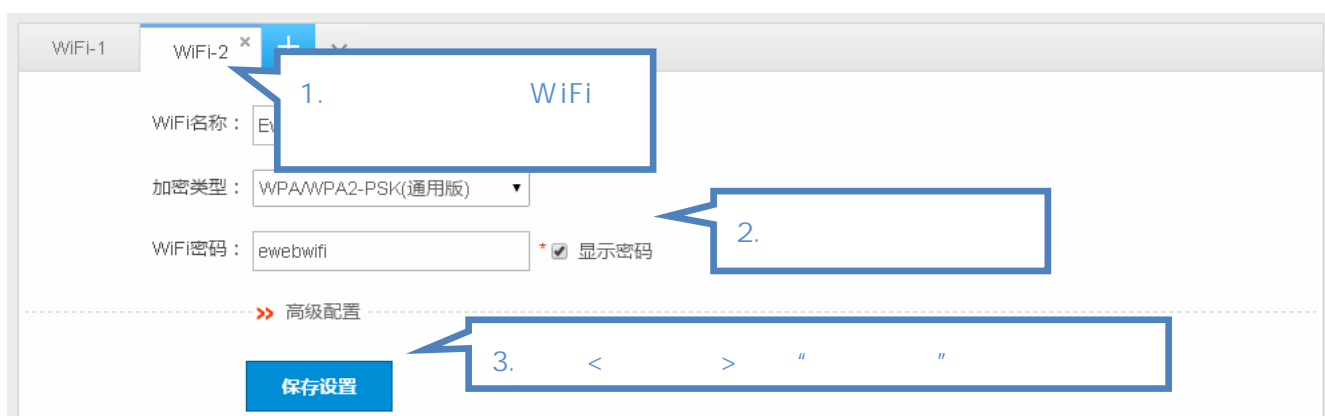 WiFi-1 WiFi-2 × +
1. WiFi
WiFi名称：
加密类型： WPA/WPA2-PSK(通用版)
2.
WiFi密码： ewebwifi * 显示密码
>> 高级配置
3. < > “ ”
保存设置